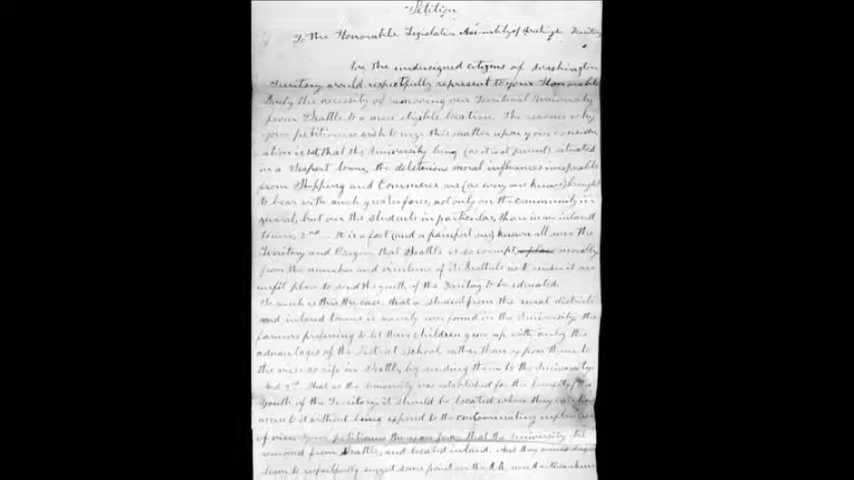 Petition
To The Honorable Legislative Assembly of Washington Territory
We, The undersigned citizens of Washington
Territory would respectfully represent to your Honorable
Body the necessity of removing our Territorial University
from Seattle to a more eligible location. The reasons why
your petitioners wish to urge this matter upon your consider
ation is 1st that the University being (as it is at present) situated
in a Seaport town, the deleterious moral influences inseparable
from Shipping and Commerce are (as every one knows) brought
to bear with much greater force, not only on the community in
general, but on the students in particular, than in an inland
town, 2nd It is a fact (and a painful one) known all over the
Territory and Oregon, that Seattle is so corrupt morally
from the number and virulence of its brothels as to render it an
unfit place to send the youth of the Territory to be educated.
So much is this the case, that a student from the rural districts
and inland towns is rarely ever found in the University, the
farmers preferring to let their children grow up with only the
advantages of the District School, rather than expose them to
the vices so rife in Seattle, by sending them to the University.
And 3rd That as the University was established for the benefit of the
Youth of the Territory it should be located where they can have
access to it without being exposed to the contaminating influences
of vice. Your petitioners therefore pray that the University be
removed from Seattle, and located inland. And they would
leave to respectfully suggest some point on the R.R.